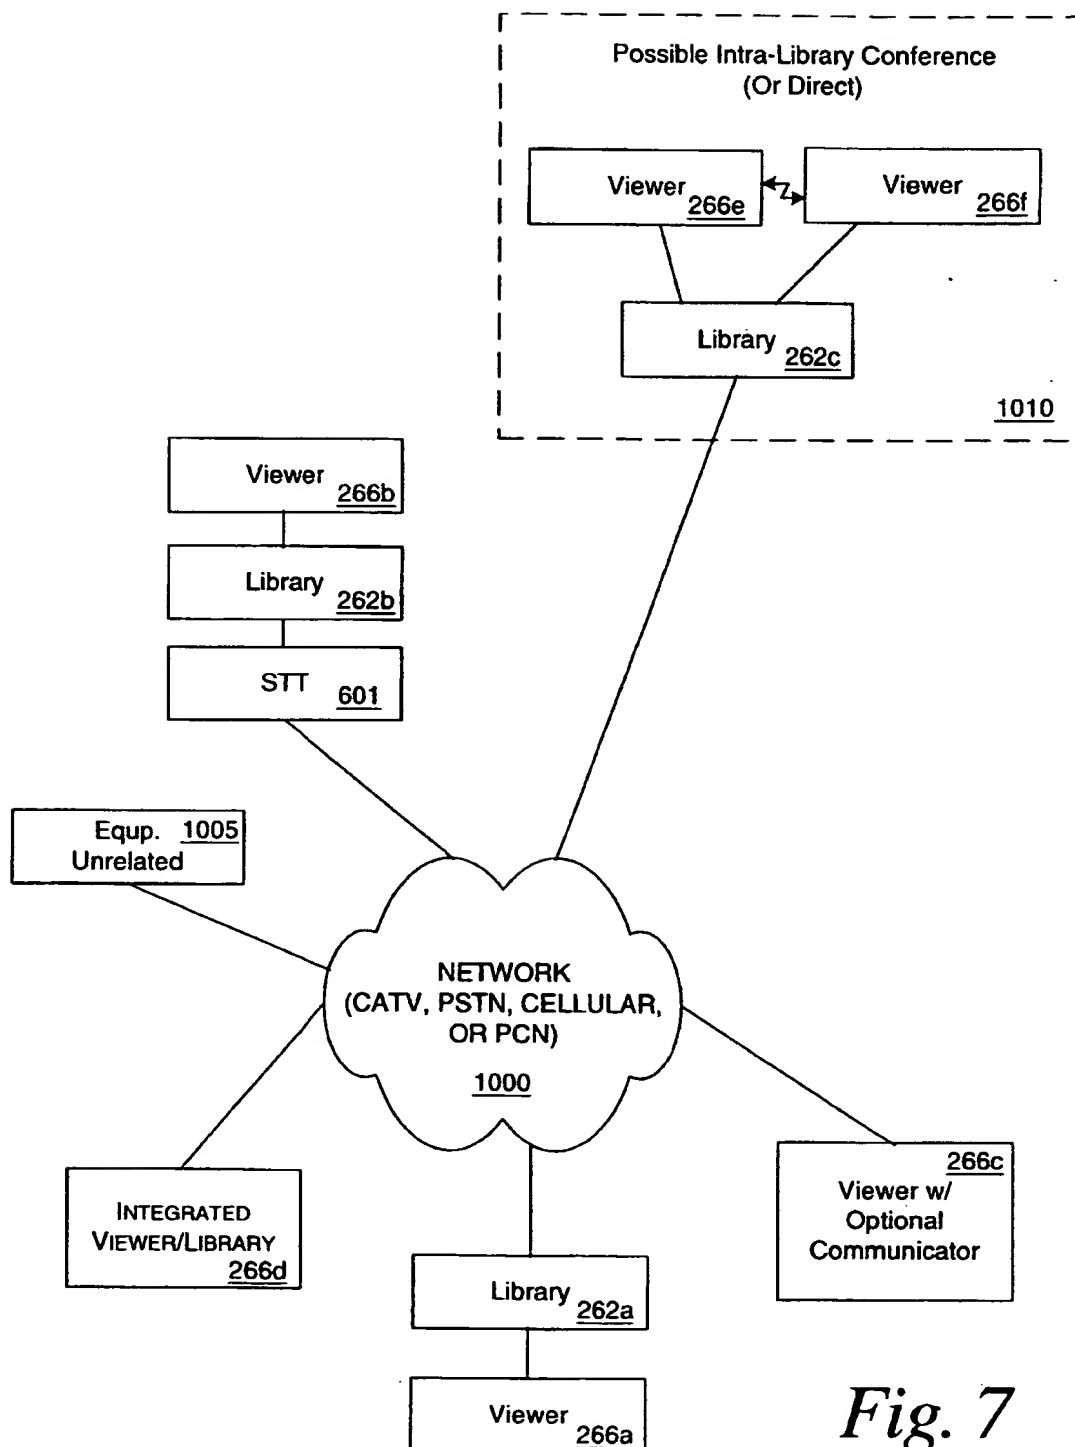 Possible Intra-Library Conference
(Or Direct)
Viewer 266e
Viewer 266f
Library 262c
1010
Viewer 266b
Library 262b
STT 601
Equp. 1005
Unrelated
NETWORK
(CATV, PSTN, CELLULAR,
OR PCN)
1000
INTEGRATED
VIEWER/LIBRARY
266d
266c
Viewer w/
Optional
Communicator
Library 262a
Viewer 266a
Fig. 7